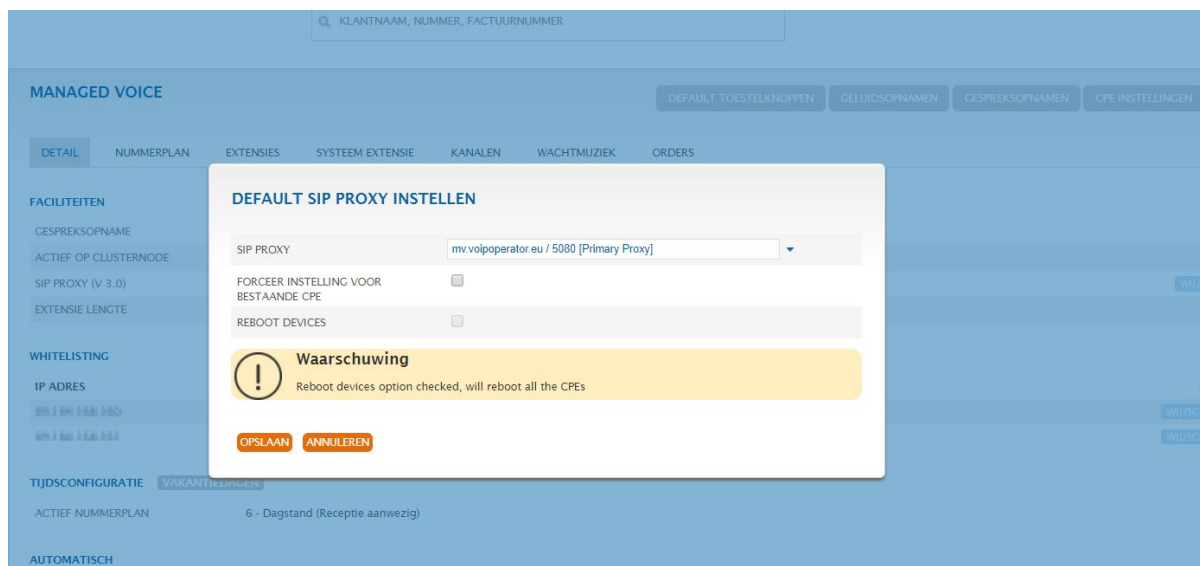 KLANTNAAM, NUMMER, FACTUURNUMMER
MANAGED VOICE
DEFAULT TOESTELKNOPPEN GELUIDSOPNAMEN GESPREKSOPNAMEN CPE INSTELLINGEN
DETAIL NUMMERPLAN EXTENSIES SYSTEEM EXTENSIE KANALEN WACHTMUZIEK ORDERS
FACILITEITEN
GESPREKSOPNAME
ACTIEF OP CLUSTERNODE
SIP PROXY (V 3.0)
EXTENSIE LENGTE
WHITELISTING
IP ADRES
DEFAULT SIP PROXY INSTELLEN
SIP PROXY mv.voipoperator.eu / 5080 [Primary Proxy]
FORCEER INSTELLING VOOR
BESTAANDE CPE
REBOOT DEVICES
Waarschuwing
Reboot devices option checked, will reboot all the CPEs
OPSLAAN ANNULEREN
TIJDSCONFIGURATIE VAKANTIEDAGEN
ACTIEF NUMMERPLAN 6 - Dagstand (Receptie aanwezig)
AUTOMATISCH